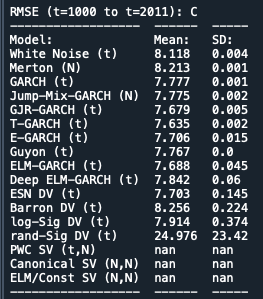 RMSE (t=1000 to t=2011): C
------------------- ------ -----
Model: Mean: SD:
White Noise (t) 8.118 0.004
Merton (N) 8.213 0.001
GARCH (t) 7.777 0.001
Jump-Mix-GARCH (N) 7.775 0.002
GJR-GARCH (t) 7.679 0.005
T-GARCH (t) 7.635 0.002
E-GARCH (t) 7.706 0.015
Guyon (t) 7.767 0.0
ELM-GARCH (t) 7.688 0.045
Deep ELM-GARCH (t) 7.842 0.06
ESN DV (t) 7.703 0.145
Barron DV (t) 8.256 0.224
log-Sig DV (t) 7.914 0.374
rand-Sig DV (t) 24.976 23.42
PWC SV (t,N) nan nan
Canonical SV (N,N) nan nan
ELM/Const SV (N,N) nan nan
------------------- ------ -----